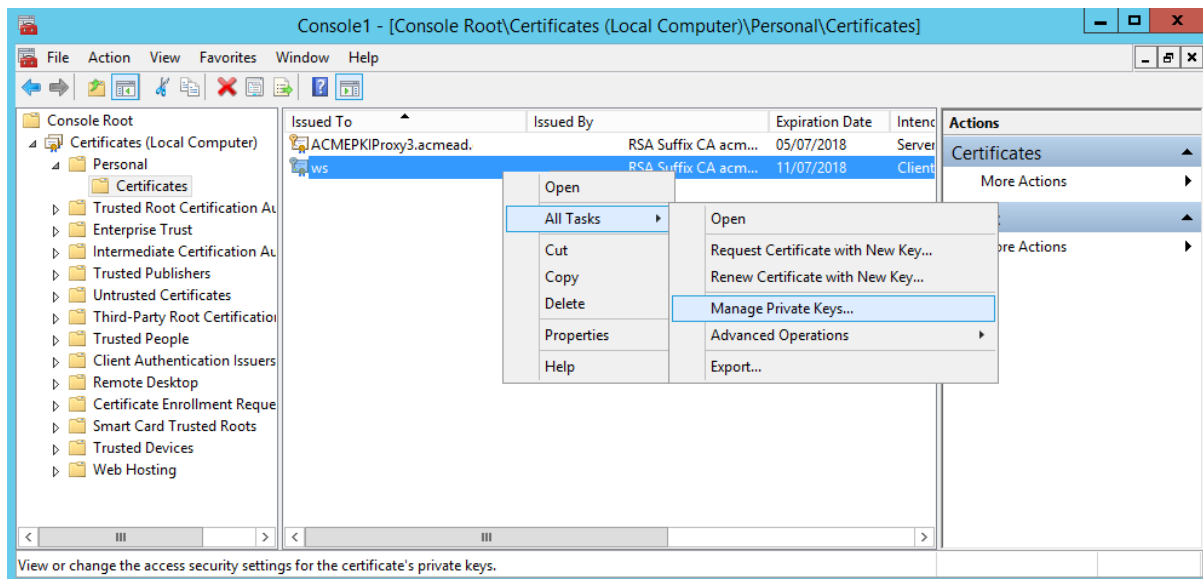 Console1 - [Console Root\Certificates (Local Computer)\Personal\Certificates]
File Action View Favorites Window Help
Console Root
Certificates (Local Computer)
Personal
Certificates
Trusted Root Certification Au
Enterprise Trust
Intermediate Certification Au
Trusted Publishers
Untrusted Certificates
Third-Party Root Certification
Trusted People
Client Authentication Issuers
Remote Desktop
Certificate Enrollment Reque
Smart Card Trusted Roots
Trusted Devices
Web Hosting
Issued To Issued By Expiration Date Intend
ACMEPKIProxy3.acmead. RSA Suffix CA acm... 05/07/2018 Server
ws RSA Suffix CA acm... 11/07/2018 Client
Open
All Tasks
Cut
Copy
Delete
Properties
Help
Open
Request Certificate with New Key...
Renew Certificate with New Key...
Manage Private Keys...
Advanced Operations
Export...
Actions
Certificates
More Actions
ore Actions
View or change the access security settings for the certificate's private keys.